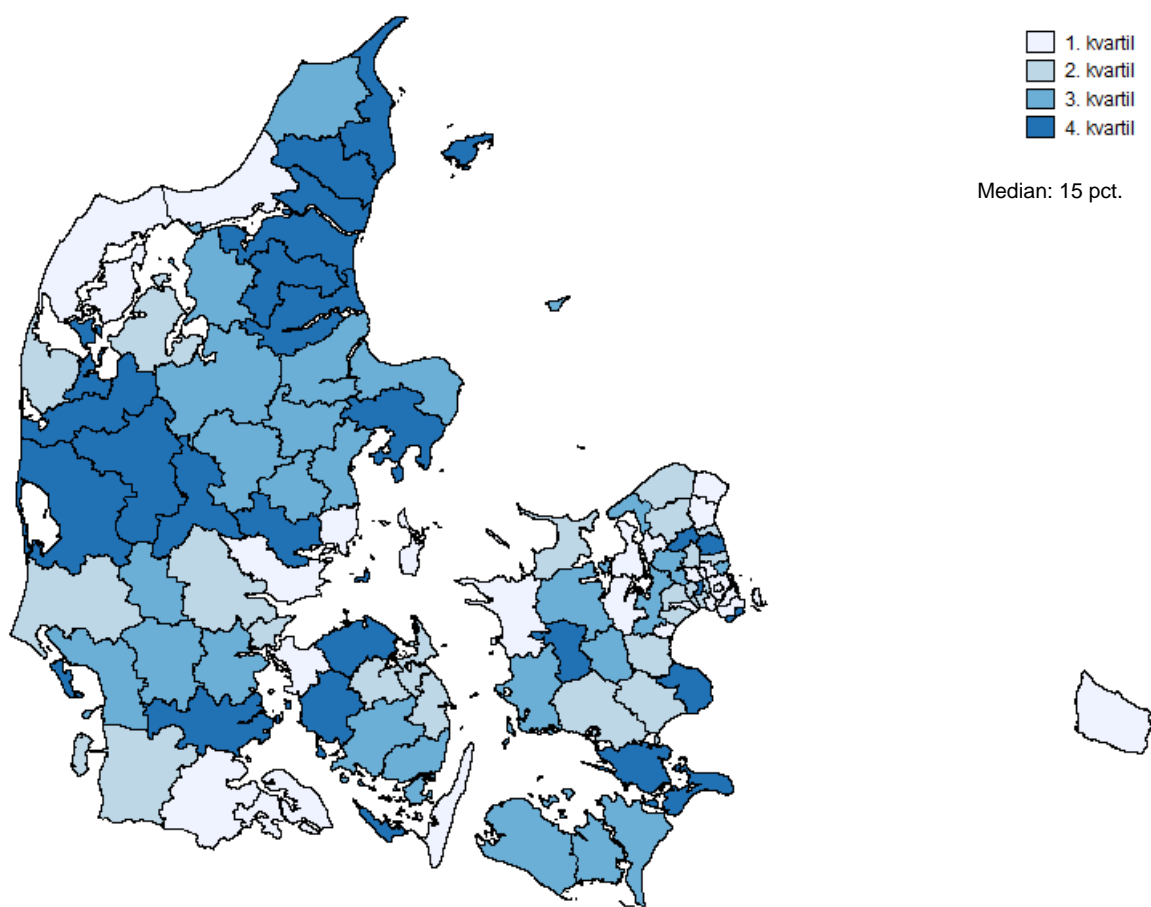 1. kvartil
2. kvartil
3. kvartil
4. kvartil
Median: 15 pct.